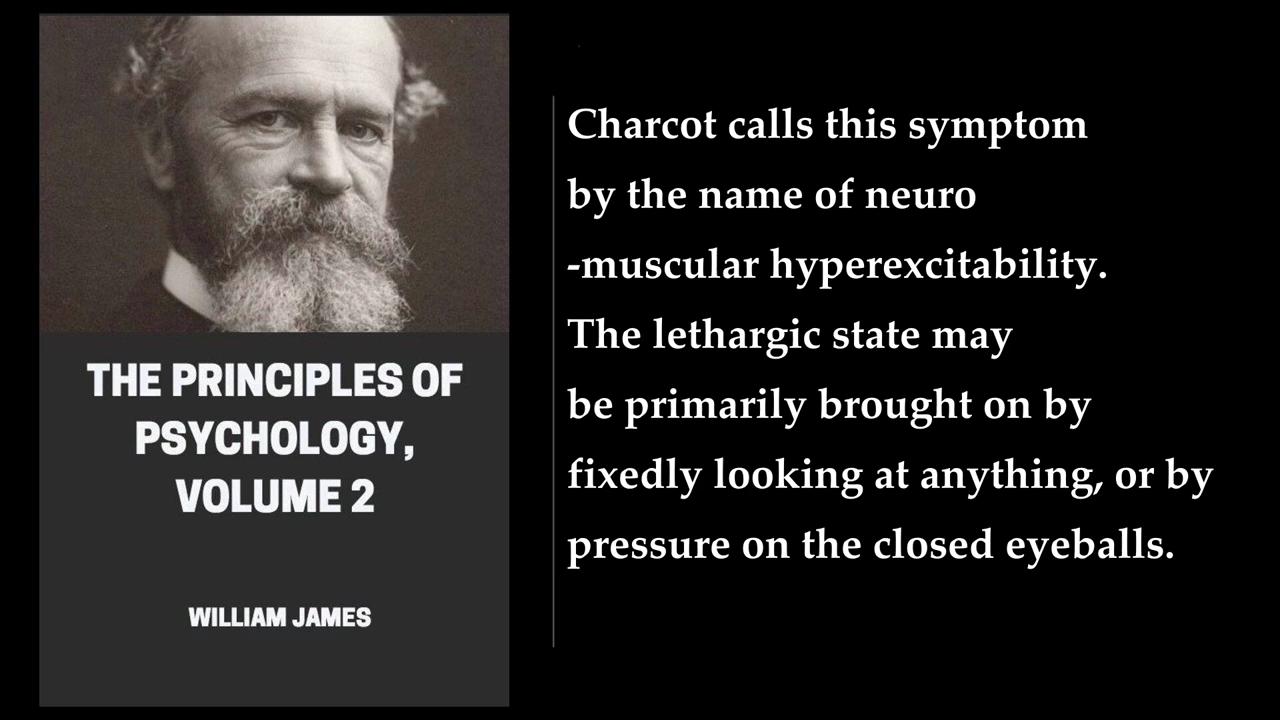 THE PRINCIPLES OF
PSYCHOLOGY,
VOLUME 2
WILLIAM JAMES
Charcot calls this symptom
by the name of neuro
-muscular hyperexcitability.
The lethargic state may
be primarily brought on by
fixedly looking at anything, or by
pressure on the closed eyeballs.